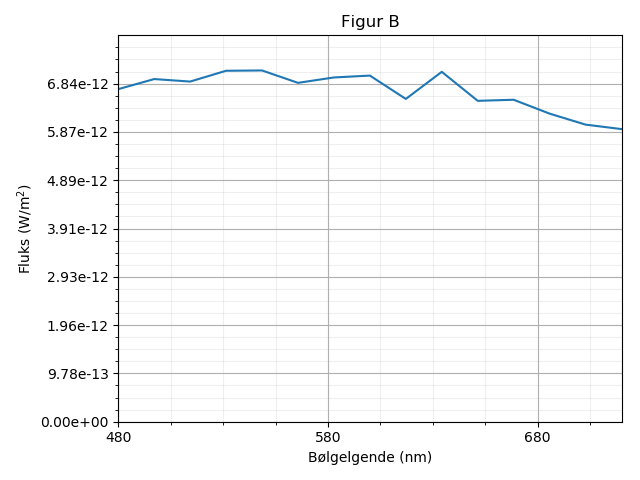 Figur B
Fluks (W/m²)
6.84e-12
5.87e-12
4.89e-12
3.91e-12
2.93e-12
1.96e-12
9.78e-13
0.00e+00
480 580 680
Bølgelgende (nm)